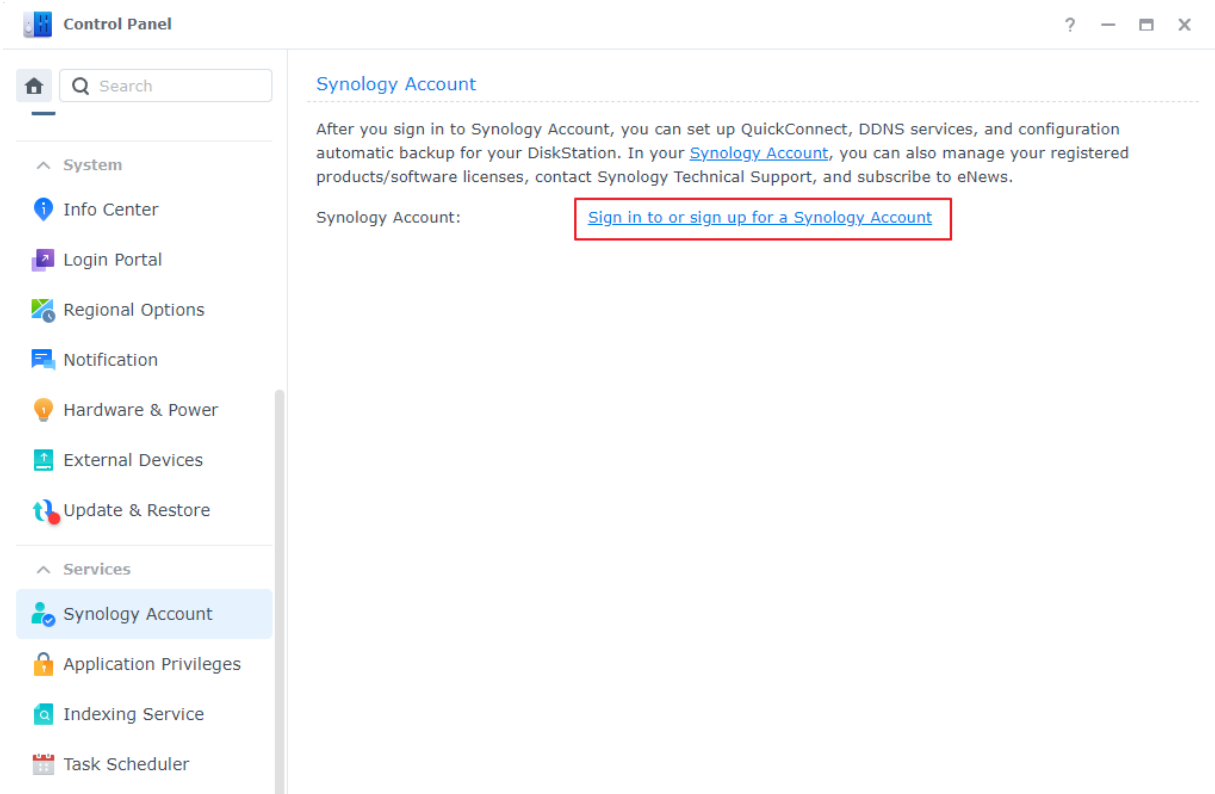 Control Panel
?
Search
System
Info Center
Login Portal
Regional Options
Notification
Hardware & Power
External Devices
Update & Restore
Services
Synology Account
Application Privileges
Indexing Service
Task Scheduler
Synology Account
After you sign in to Synology Account, you can set up QuickConnect, DDNS services, and configuration
automatic backup for your DiskStation. In your Synology Account, you can also manage your registered
products/software licenses, contact Synology Technical Support, and subscribe to eNews.
Synology Account: Sign in to or sign up for a Synology Account